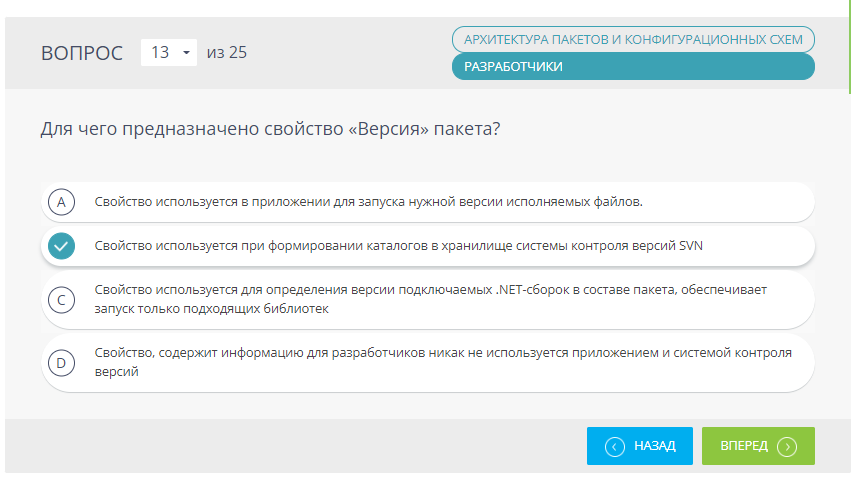 ВОПРОС 13 из 25
АРХИТЕКТУРА ПАКЕТОВ И КОНФИГУРАЦИОННЫХ СХЕМ
РАЗРАБОТЧИКИ
Для чего предназначено свойство «Версия» пакета?
A Свойство используется в приложении для запуска нужной версии исполняемых файлов.
Свойство используется при формировании каталогов в хранилище системы контроля версий SVN
C Свойство используется для определения версии подключаемых .NET-сборок в составе пакета, обеспечивает
запуск только подходящих библиотек
D Свойство, содержит информацию для разработчиков никак не используется приложением и системой контроля
версий
НАЗАД
ВПЕРЕД